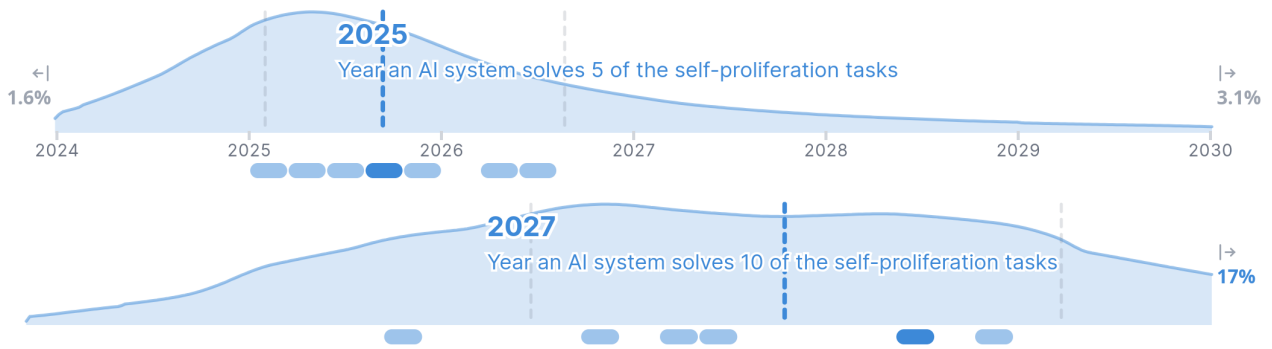 2025
Year an AI system solves 5 of the self-proliferation tasks
1.6%
3.1%
2024 2025 2026 2027 2028 2029 2030
2027
Year an AI system solves 10 of the self-proliferation tasks
17%